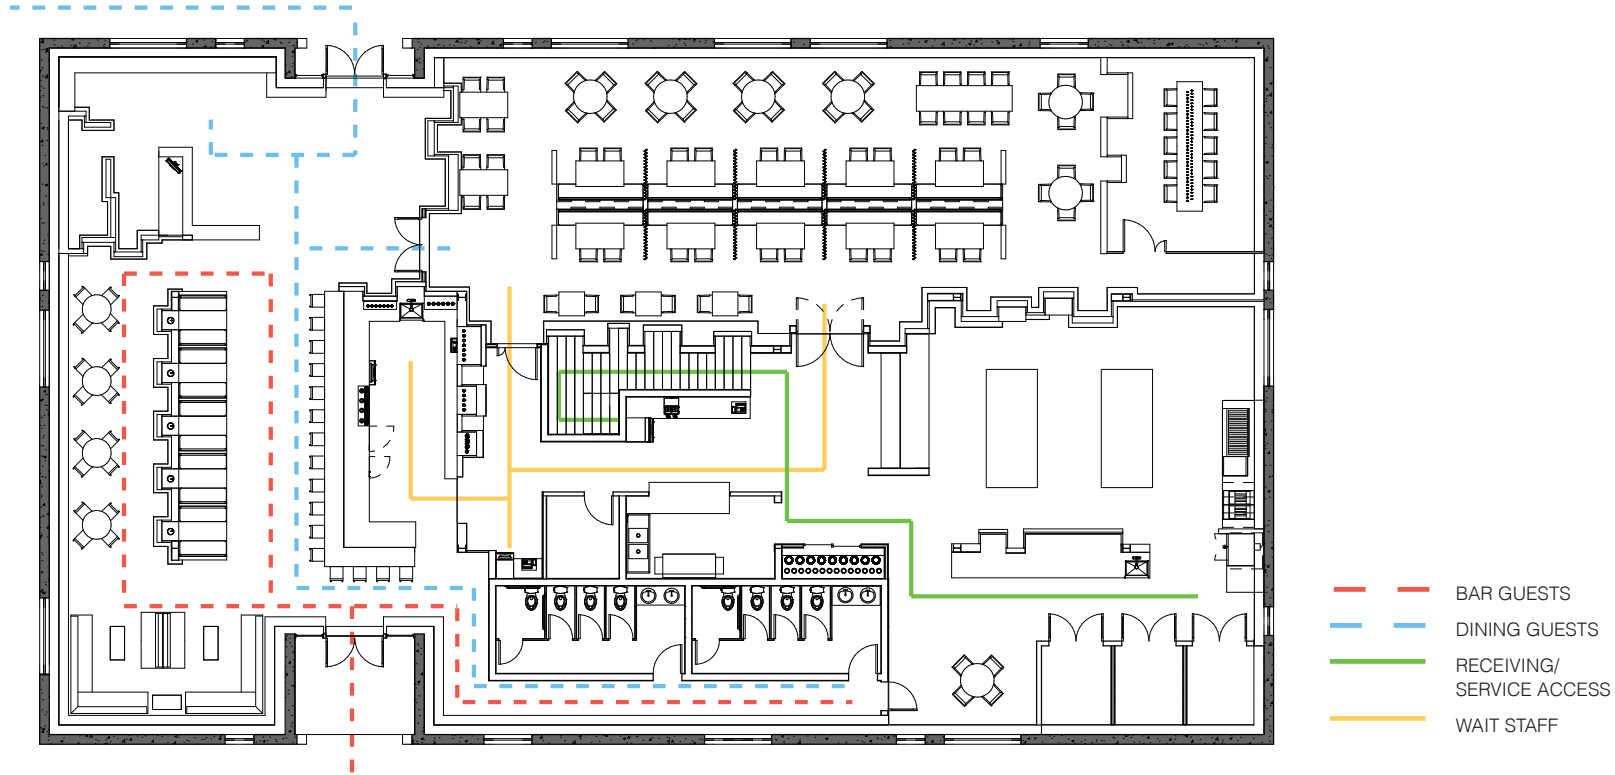 BAR GUESTS
DINING GUESTS
RECEIVING/
SERVICE ACCESS
WAIT STAFF